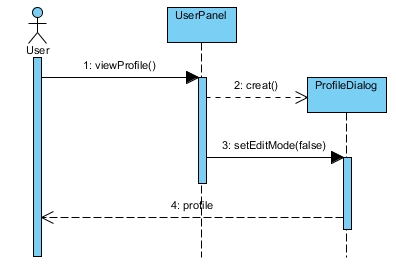 UserPanel
User
1: viewProfile()
2: creat()
ProfileDialog
3: setEditMode(false)
4: profile